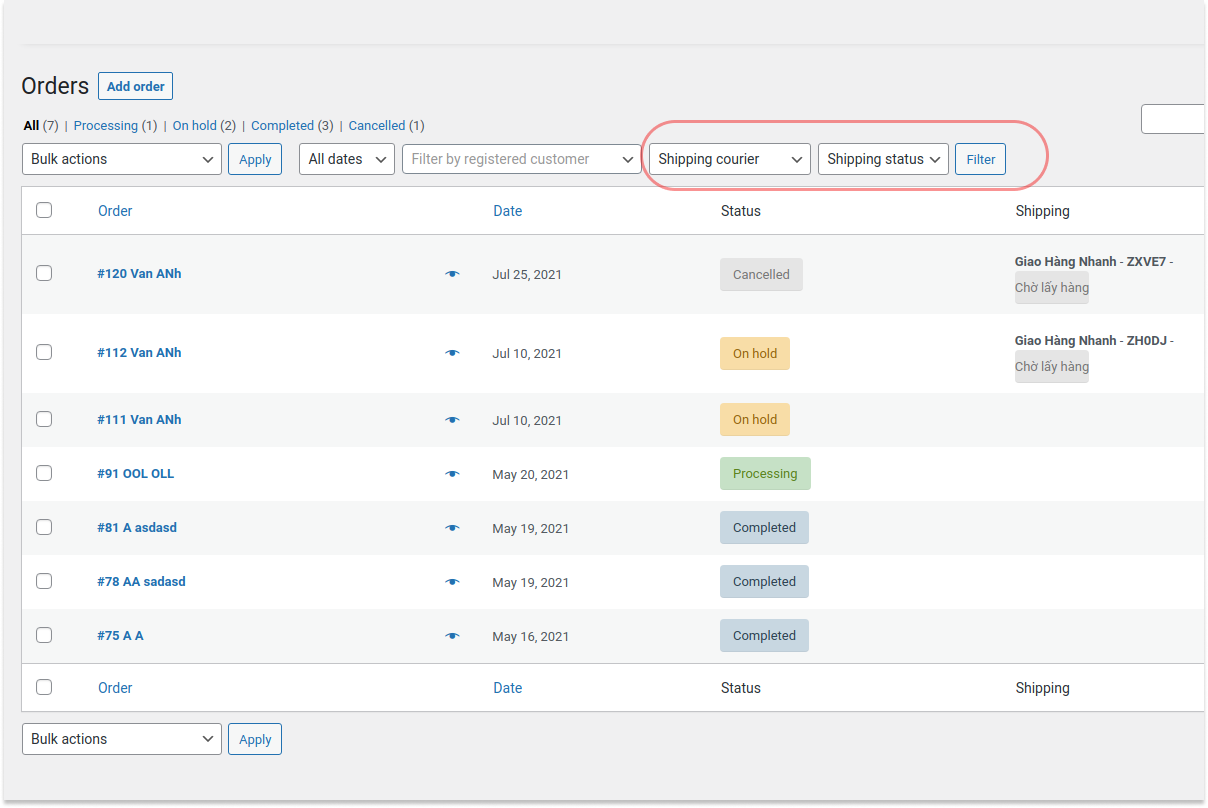 Orders Add order
All (7) | Processing (1) | On hold (2) | Completed (3) | Cancelled (1)
Bulk actions Apply All dates Filter by registered customer Shipping courier Shipping status Filter
Order Date Status Shipping
#120 Van ANh Jul 25, 2021 Cancelled Giao Hàng Nhanh - ZXVE7 -
Chờ lấy hàng
#112 Van ANh Jul 10, 2021 On hold Giao Hàng Nhanh - ZH0DJ -
Chờ lấy hàng
#111 Van ANh Jul 10, 2021 On hold
#91 OOL OLL May 20, 2021 Processing
#81 A asdasd May 19, 2021 Completed
#78 AA sadasd May 19, 2021 Completed
#75 A A May 16, 2021 Completed
Order Date Status Shipping
Bulk actions Apply